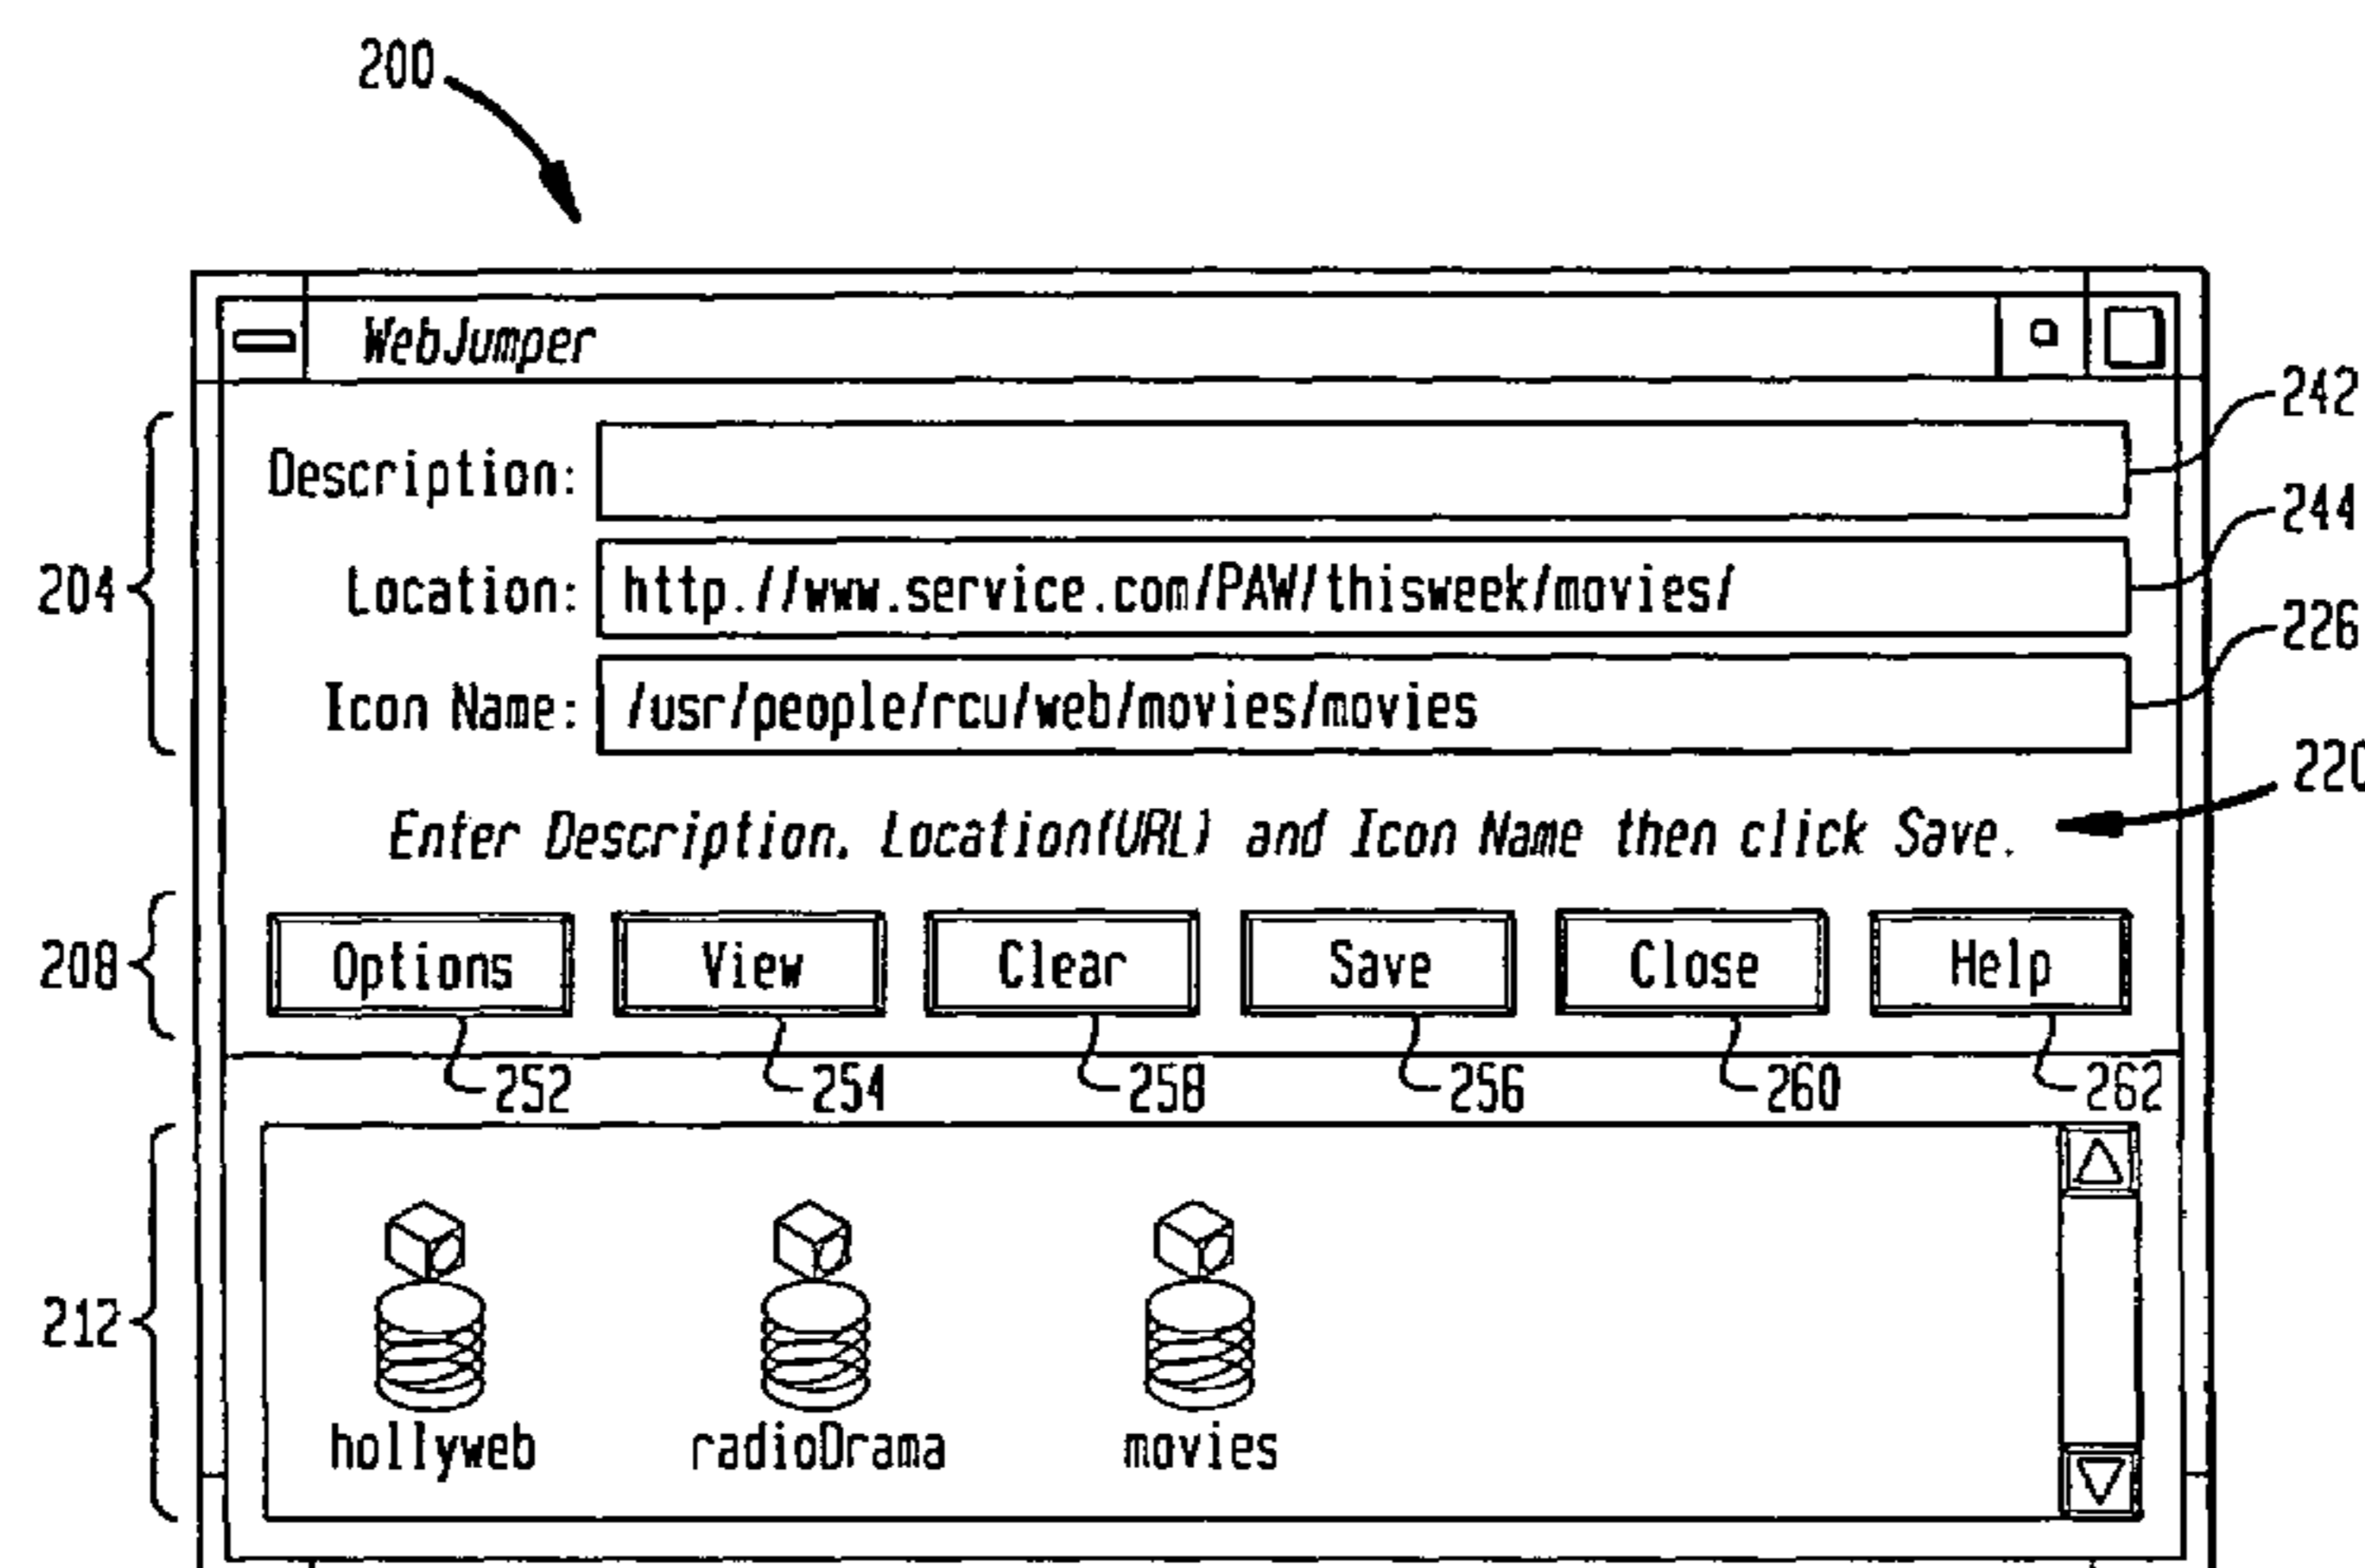 200
WebJumper
242
Description:
244
204
Location: http.//www.service.com/PAW/thisweek/movies/
226
Icon Name: /usr/people/rcu/web/movies/movies
220
Enter Description, Location(URL) and Icon Name then click Save.
208
Options View Clear Save Close Help
252 254 258 256 260 262
212
hollyweb radioDrama movies